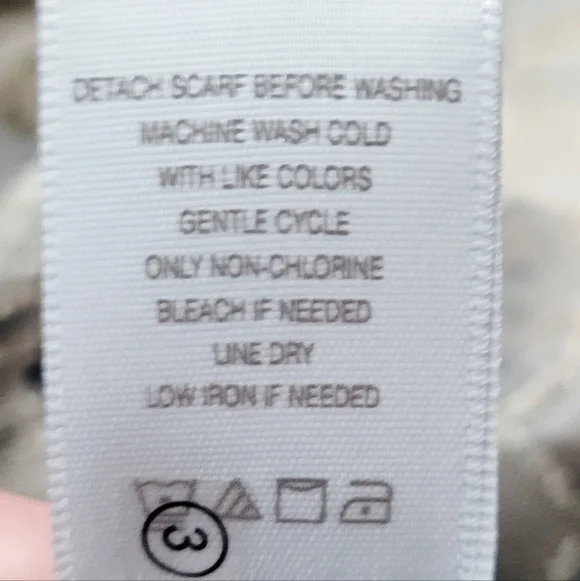 DETACH SCARF BEFORE WASHING
MACHINE WASH COLD
WITH LIKE COLORS
GENTLE CYCLE
ONLY NON-CHLORINE
BLEACH IF NEEDED
LINE DRY
LOW IRON IF NEEDED
3